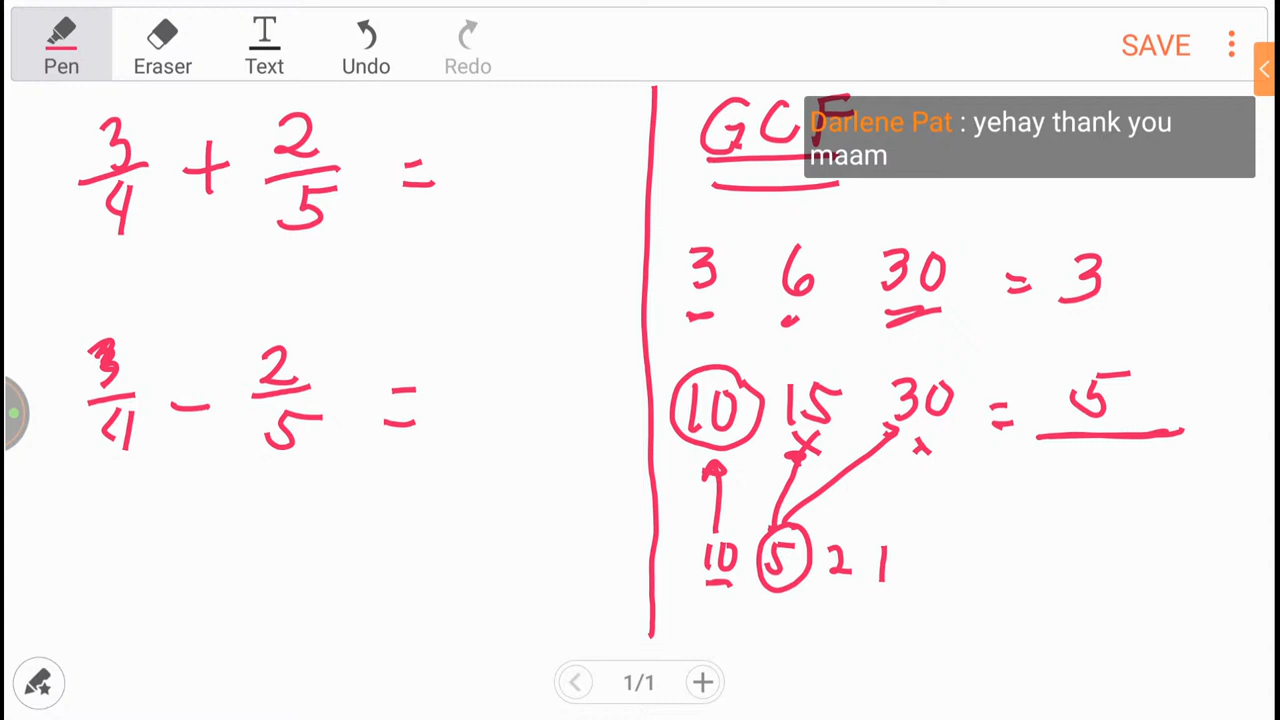 Pen Eraser Text Undo Redo SAVE
3/4 + 2/5 =
3/4 - 2/5 =
GCF
Darlene Pat : yehay thank you
maam
3 6 30 = 3
10 15 30 = 5
10 5 2 1
1/1